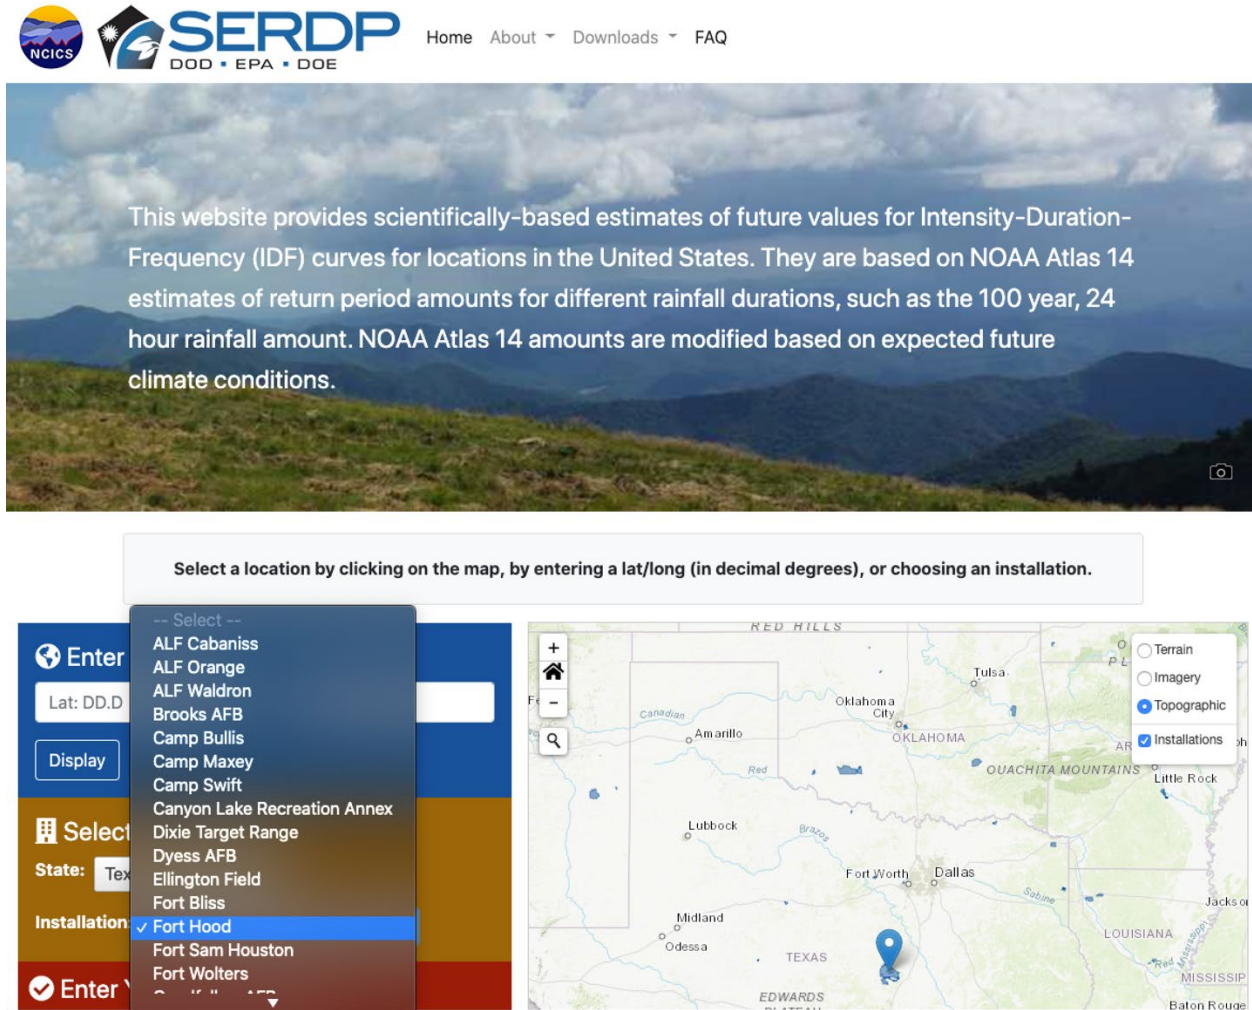 NCICS
SERDP
DOD • EPA • DOE
Home About Downloads FAQ
This website provides scientifically-based estimates of future values for Intensity-Duration-
Frequency (IDF) curves for locations in the United States. They are based on NOAA Atlas 14
estimates of return period amounts for different rainfall durations, such as the 100 year, 24
hour rainfall amount. NOAA Atlas 14 amounts are modified based on expected future
climate conditions.
Select a location by clicking on the map, by entering a lat/long (in decimal degrees), or choosing an installation.
Enter
Lat: DD.D
Display
Select
State: Tex
Installation:
Enter Y
-- Select --
ALF Cabaniss
ALF Orange
ALF Waldron
Brooks AFB
Camp Bullis
Camp Maxey
Camp Swift
Canyon Lake Recreation Annex
Dixie Target Range
Dyess AFB
Ellington Field
Fort Bliss
✓ Fort Hood
Fort Sam Houston
Fort Wolters
+
-
Terrain
Imagery
Topographic
Installations
RED HILLS
Tulsa
Oklahoma
City
OKLAHOMA
Canadian
Amarillo
Red
OUACHITA MOUNTAINS
Little Rock
Lubbock
Brazos
Fort Worth
Dallas
Sabine
Midland
Odessa
TEXAS
LOUISIANA
Jackso
Mississippi
Red
MISSISSIP
EDWARDS
PLATEAU
Baton Rouge